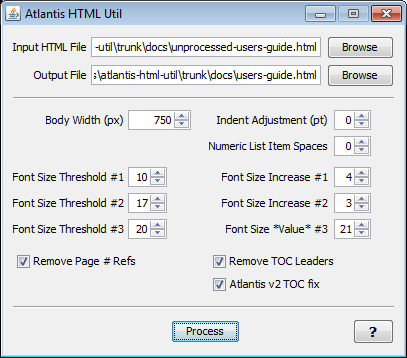 Atlantis HTML Util
Input HTML File -util\trunk\docs\unprocessed-users-guide.html Browse
Output File s\atlantis-html-util\trunk\docs\users-guide.html Browse
Body Width (px) 750 Indent Adjustment (pt) 0
Numeric List Item Spaces 0
Font Size Threshold #1 10 Font Size Increase #1 4
Font Size Threshold #2 17 Font Size Increase #2 3
Font Size Threshold #3 20 Font Size *Value* #3 21
Remove Page # Refs Remove TOC Leaders
Atlantis v2 TOC fix
Process ?